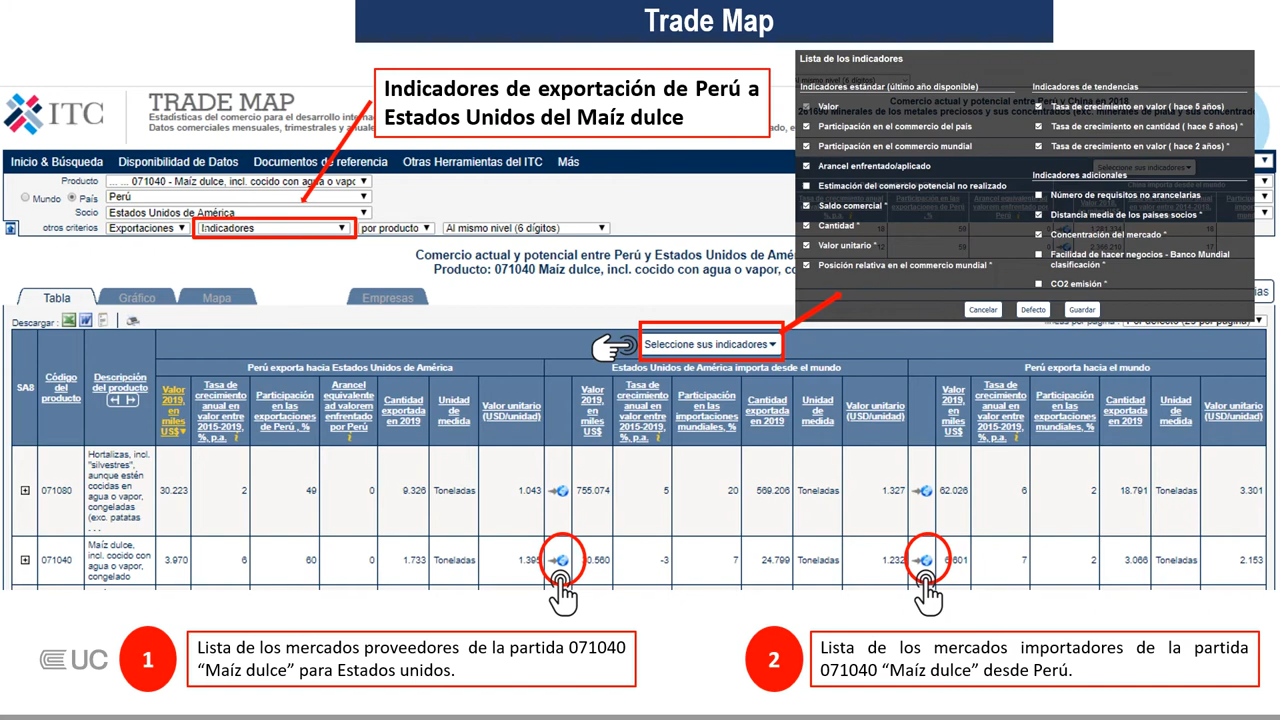 Trade Map
ITC
TRADE MAP
Estadísticas del comercio para el desarrollo
Datos comerciales mensuales, trimestrales y anuales
Indicadores de exportación de Perú a
Estados Unidos del Maíz dulce
Lista de los indicadores
Indicadores estándar (último año disponible)
Valor
Participación en el commercio del país
Participación en el commercio mundial
Arancel enfrentado/aplicado
Estimación del comercio potencial no realizado
Saldo comercial *
Cantidad *
Valor unitario *
Posición relativa en el commercio mundial *
Indicadores de tendencias
Tasa de crecimiento en valor ( hace 5 años)
Tasa de crecimiento en cantidad ( hace 5 años) *
Tasa de crecimiento en valor ( hace 2 años) *
Indicadores adicionales
Número de requisitos no arancelarias
Distancia media de los países socios *
Concentración del mercado *
Facilidad de hacer negocios - Banco Mundial
clasificación *
CO2 emisión *
Cancelar Defecto Guardar
Inicio & Búsqueda Disponibilidad de Datos Documentos de referencia Otras Herramientas del ITC Más
Producto ... ... 071040 - Maíz dulce, incl. cocido con agua o vapc
Mundo País Perú
Socio Estados Unidos de América
otros criterios Exportaciones Indicadores por producto Al mismo nivel (6 dígitos)
Comercio actual y potencial entre Perú y Estados Unidos de Amé
Producto: 071040 Maíz dulce, incl. cocido con agua o vapor, co
Tabla Gráfico Mapa Empresas
Descargar :
Seleccione sus indicadores
Perú exporta hacia Estados Unidos de América
Estados Unidos de América importa desde el mundo
Perú exporta hacia el mundo
SA8
Código del producto
Descripción del producto
Valor 2019, en miles US$
Tasa de crecimiento anual en valor entre 2015-2019, %, p.a.
Participación en las exportaciones de Perú , %
Arancel equivalente ad valorem enfrentado por Perú
Cantidad exportada en 2019
Unidad de medida
Valor unitario (USD/unidad)
Valor 2019, en miles US$
Tasa de crecimiento anual en valor entre 2015-2019, %, p.a.
Participación en las importaciones mundiales, %
Cantidad exportada en 2019
Unidad de medida
Valor unitario (USD/unidad)
Valor 2019, en miles US$
Tasa de crecimiento anual en valor entre 2015-2019, %, p.a.
Participación en las exportaciones mundiales, %
Cantidad exportada en 2019
Unidad de medida
Valor unitario (USD/unidad)
071080 Hortalizas, incl. "silvestres", aunque estén cocidas en agua o vapor, congeladas (exc. patatas . . . 30.223 2 49 0 9.326 Toneladas 1.043 755.074 5 20 569.206 Toneladas 1.327 62.026 6 2 18.791 Toneladas 3.301
071040 Maíz dulce, incl. cocido con agua o vapor, congelado 3.970 6 60 0 1.733 Toneladas 1.395 -3 7 24.799 Toneladas 1.232 7 2 3.066 Toneladas 2.153
UC
1
Lista de los mercados proveedores de la partida 071040
“Maíz dulce” para Estados unidos.
2
Lista de los mercados importadores de la partida
071040 “Maíz dulce” desde Perú.